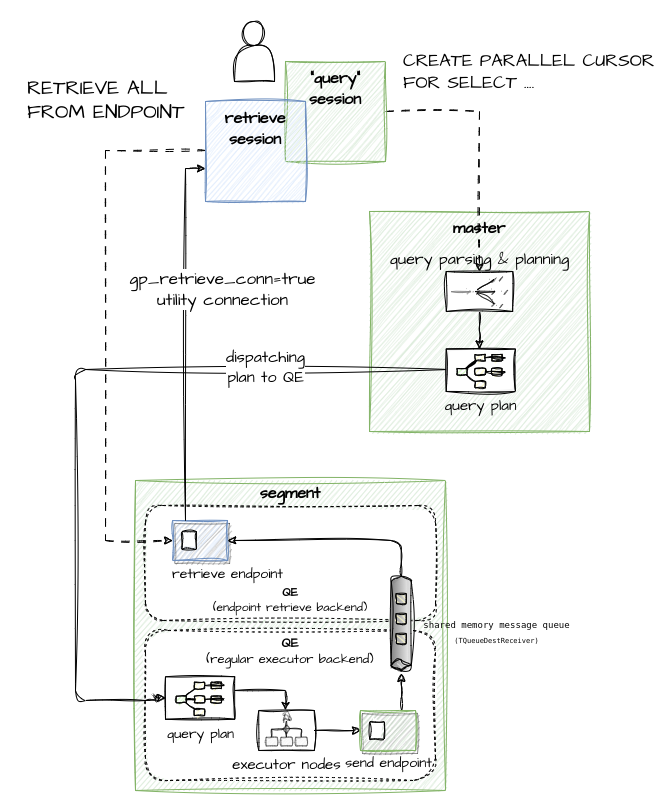 CREATE PARALLEL CURSOR
FOR SELECT ....
RETRIEVE ALL
FROM ENDPOINT
"query"
session
retrieve
session
master
query parsing & planning
gp_retrieve_conn=true
utility connection
dispatching
plan to QE
query plan
segment
retrieve endpoint
QE
(endpoint retrieve backend)
shared memory message queue
(TQueueDestReceiver)
QE
(regular executor backend)
query plan
executor nodes
send endpoint